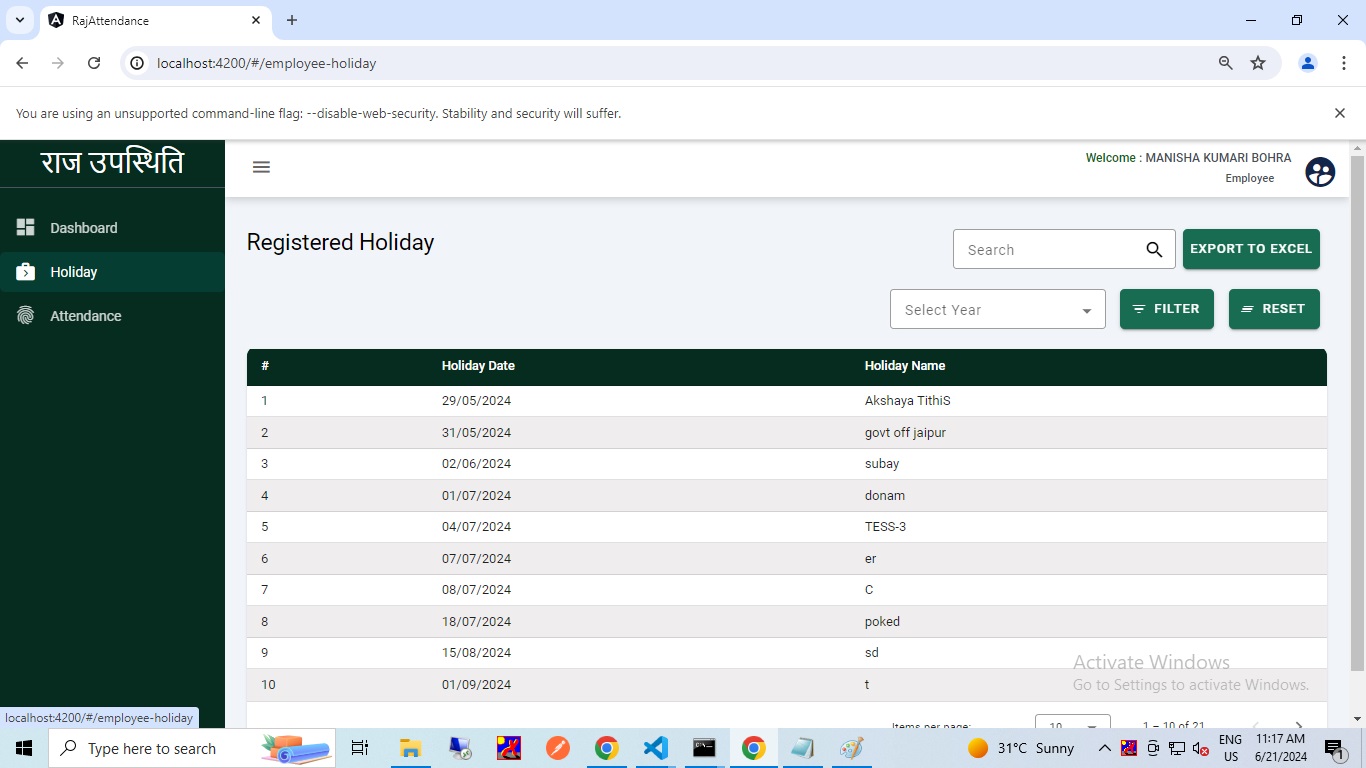 RajAttendance
localhost:4200/#/employee-holiday
You are using an unsupported command-line flag: --disable-web-security. Stability and security will suffer.
राज उपस्थिति
Welcome : MANISHA KUMARI BOHRA
Employee
Dashboard
Holiday
Attendance
Registered Holiday
Search
EXPORT TO EXCEL
Select Year
FILTER
RESET
# Holiday Date Holiday Name
1 29/05/2024 Akshaya TithiS
2 31/05/2024 govt off jaipur
3 02/06/2024 subay
4 01/07/2024 donam
5 04/07/2024 TESS-3
6 07/07/2024 er
7 08/07/2024 C
8 18/07/2024 poked
9 15/08/2024 sd
10 01/09/2024 t
Activate Windows
Go to Settings to activate Windows.
Items per page: 10 1 – 10 of 21
localhost:4200/#/employee-holiday
Type here to search
31°C Sunny
ENG
US
11:17 AM
6/21/2024
1